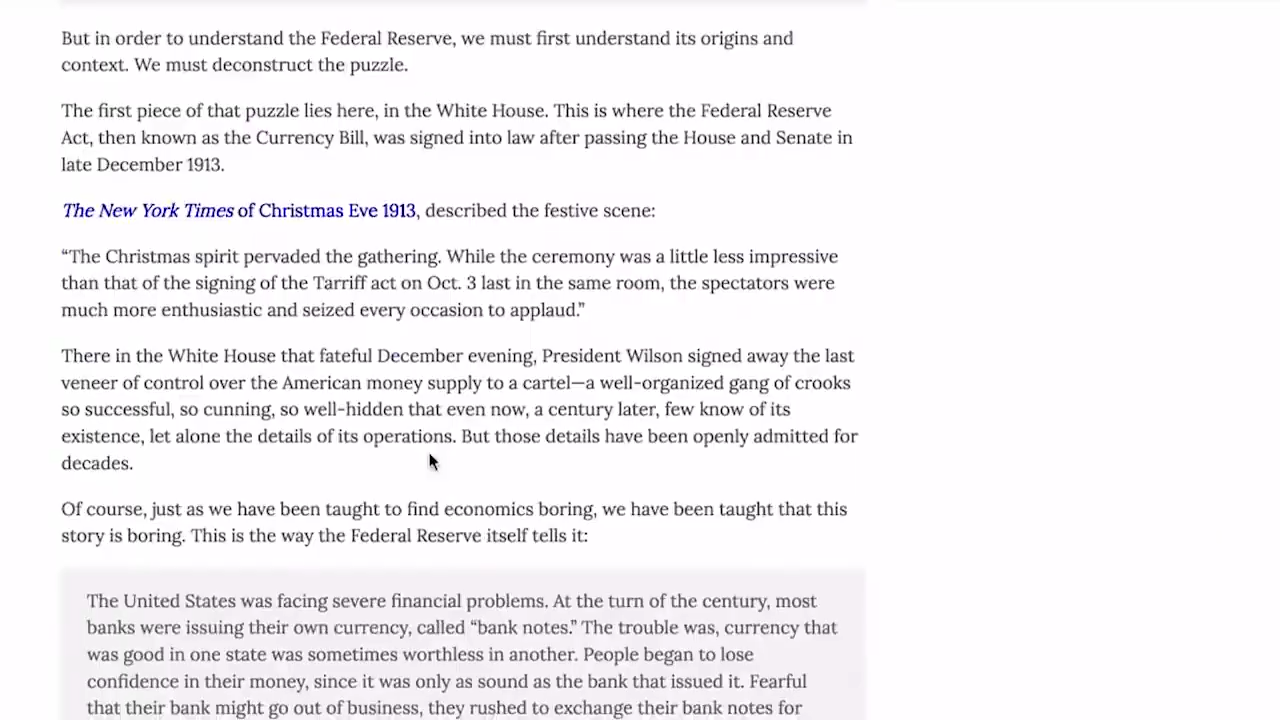 But in order to understand the Federal Reserve, we must first understand its origins and
context. We must deconstruct the puzzle.
The first piece of that puzzle lies here, in the White House. This is where the Federal Reserve
Act, then known as the Currency Bill, was signed into law after passing the House and Senate in
late December 1913.
The New York Times of Christmas Eve 1913, described the festive scene:
“The Christmas spirit pervaded the gathering. While the ceremony was a little less impressive
than that of the signing of the Tarriff act on Oct. 3 last in the same room, the spectators were
much more enthusiastic and seized every occasion to applaud.”
There in the White House that fateful December evening, President Wilson signed away the last
veneer of control over the American money supply to a cartel—a well-organized gang of crooks
so successful, so cunning, so well-hidden that even now, a century later, few know of its
existence, let alone the details of its operations. But those details have been openly admitted for
decades.
Of course, just as we have been taught to find economics boring, we have been taught that this
story is boring. This is the way the Federal Reserve itself tells it:
The United States was facing severe financial problems. At the turn of the century, most
banks were issuing their own currency, called “bank notes.” The trouble was, currency that
was good in one state was sometimes worthless in another. People began to lose
confidence in their money, since it was only as sound as the bank that issued it. Fearful
that their bank might go out of business, they rushed to exchange their bank notes for